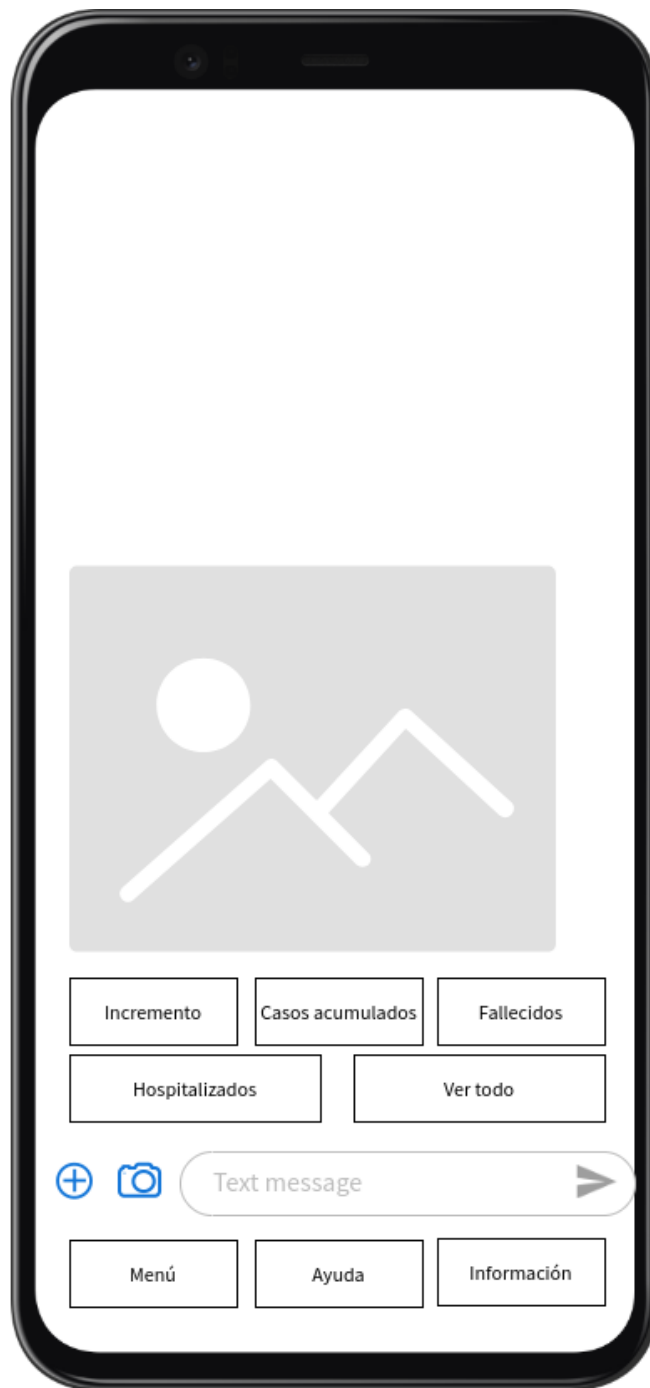 Incremento
Casos acumulados
Fallecidos
Hospitalizados
Ver todo
Text message
Menú
Ayuda
Información